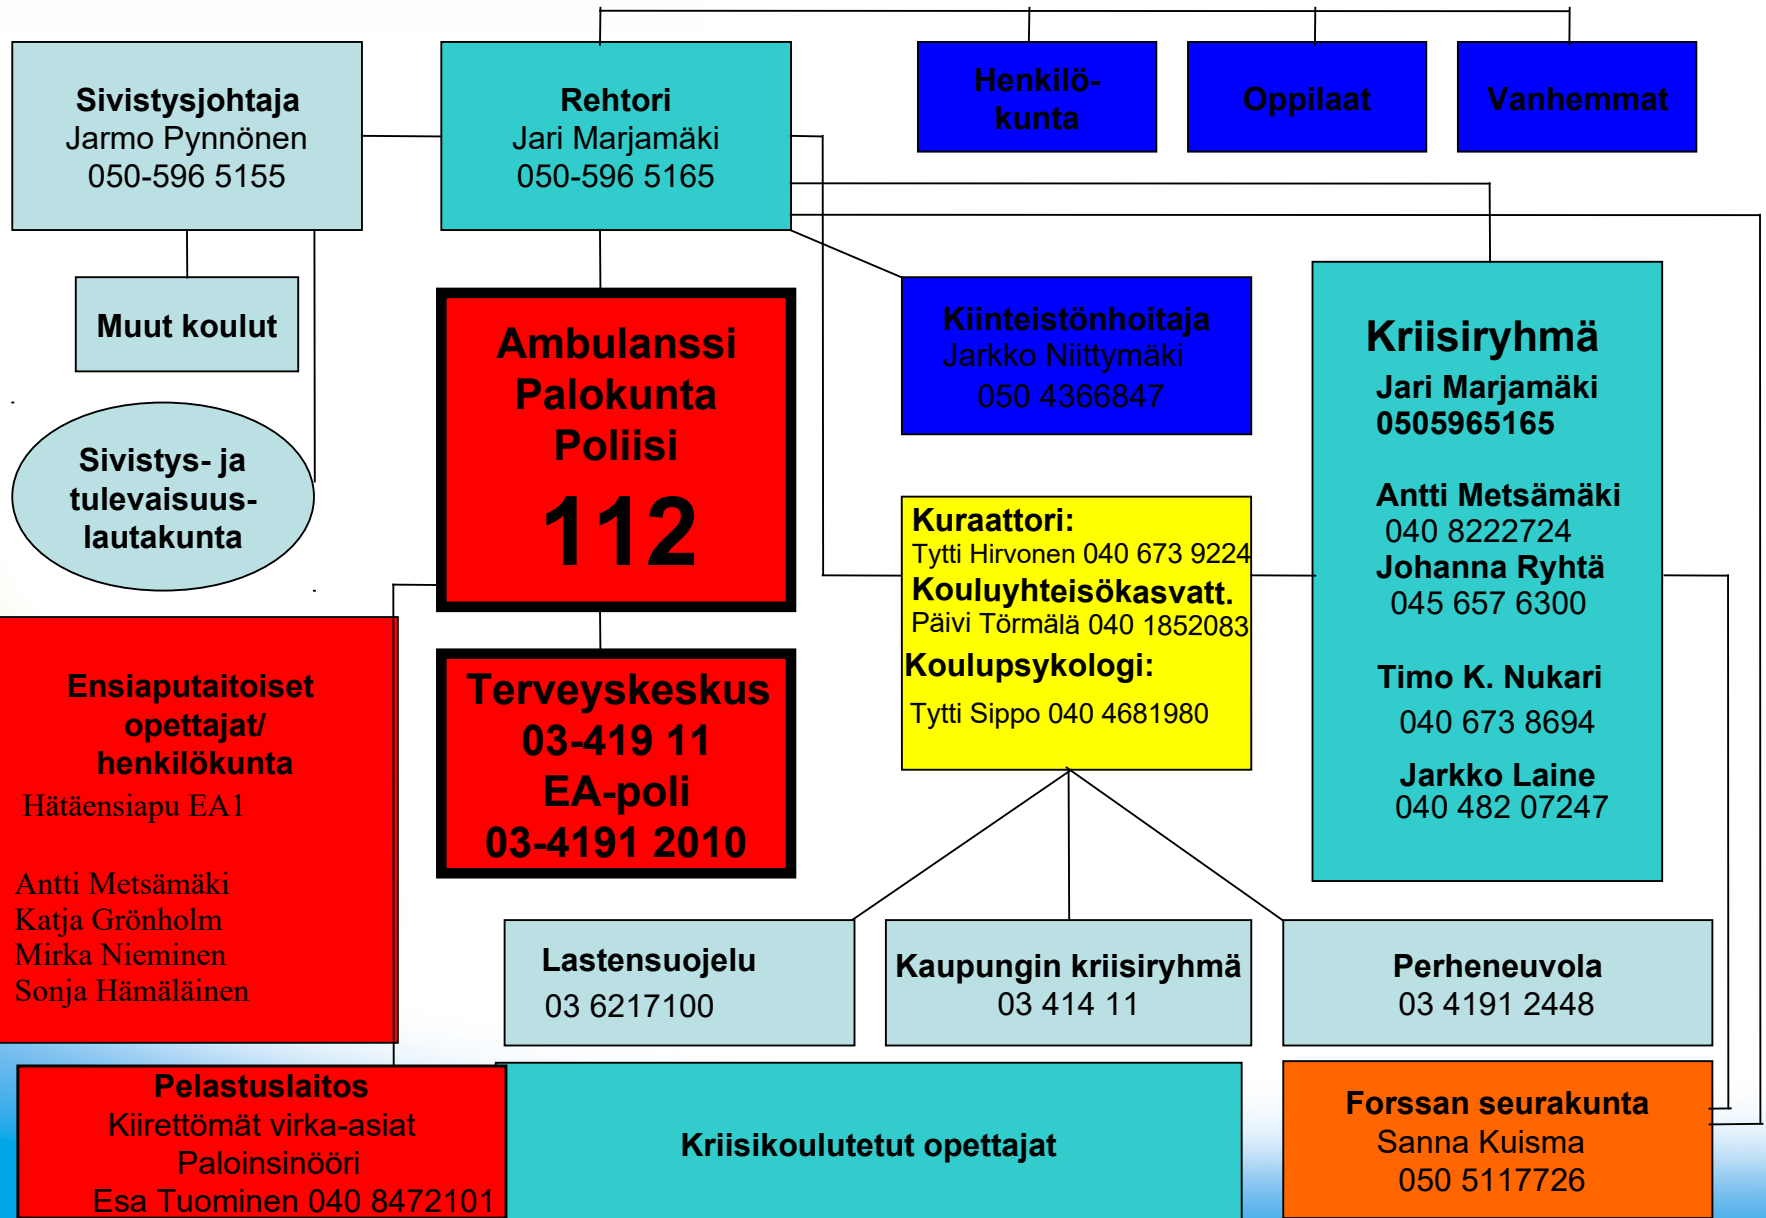 Sivistysjohtaja
Jarmo Pynnönen
050-596 5155
Rehtori
Jari Marjamäki
050-596 5165
Henkilö-
kunta
Oppilaat
Vanhemmat
Muut koulut
Sivistys- ja
tulevaisuus-
lautakunta
Ambulanssi
Palokunta
Poliisi
112
Kiinteistönhoitaja
Jarkko Niittymäki
050 4366847
Kriisiryhmä
Jari Marjamäki
0505965165
Antti Metsämäki
040 8222724
Johanna Ryhtä
045 657 6300
Timo K. Nukari
040 673 8694
Jarkko Laine
040 482 07247
Kuraattori:
Tytti Hirvonen 040 673 9224
Kouluyhteisökasvatt.
Päivi Törmälä 040 1852083
Koulupsykologi:
Tytti Sippo 040 4681980
Ensiaputaitoiset
opettajat/
henkilökunta
Hätäensiapu EA1
Antti Metsämäki
Katja Grönholm
Mirka Nieminen
Sonja Hämäläinen
Terveyskeskus
03-419 11
EA-poli
03-4191 2010
Lastensuojelu
03 6217100
Kaupungin kriisiryhmä
03 414 11
Perheneuvola
03 4191 2448
Pelastuslaitos
Kiirettömät virka-asiat
Paloinsinööri
Esa Tuominen 040 8472101
Kriisikoulutetut opettajat
Forssan seurakunta
Sanna Kuisma
050 5117726